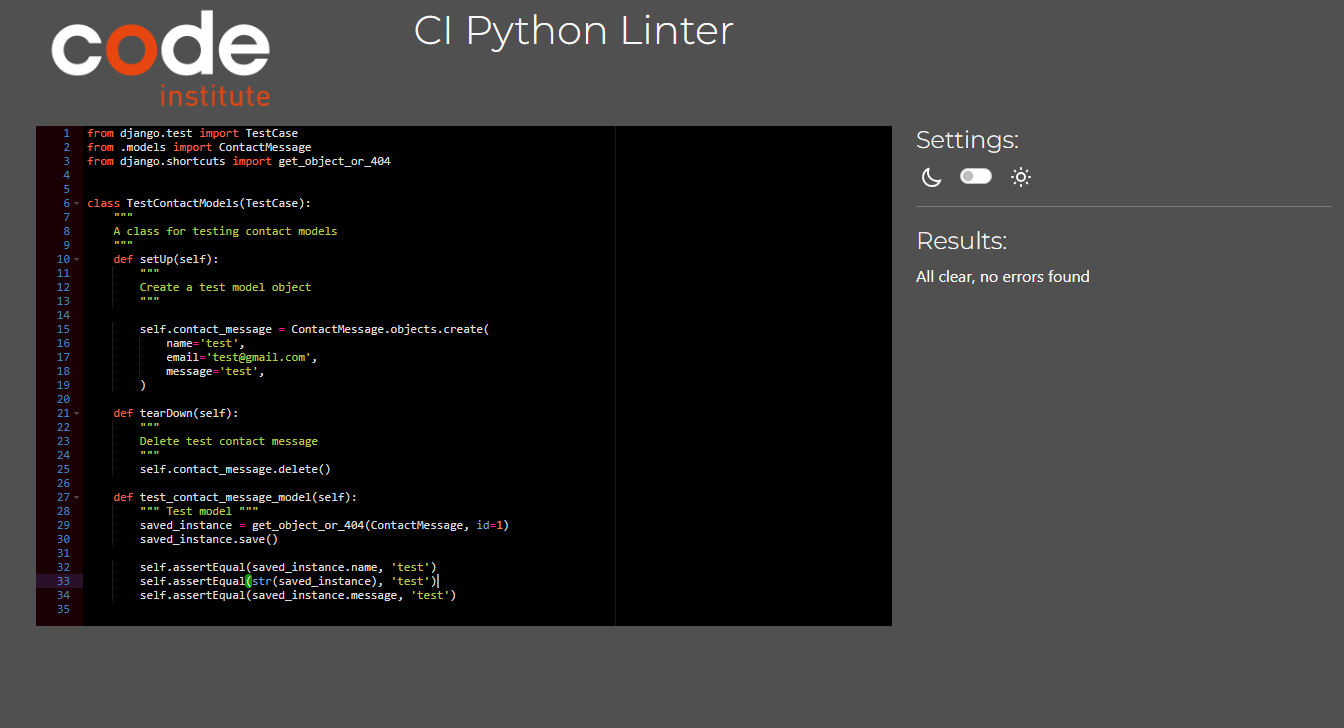 code
institute
CI Python Linter
1 from django.test import TestCase
2 from .models import ContactMessage
3 from django.shortcuts import get_object_or_404
4
5
6 class TestContactModels(TestCase):
7     """
8     A class for testing contact models
9     """
10     def setUp(self):
11         """
12         Create a test model object
13         """
14
15         self.contact_message = ContactMessage.objects.create(
16             name='test',
17             email='test@gmail.com',
18             message='test',
19         )
20
21     def tearDown(self):
22         """
23         Delete test contact message
24         """
25         self.contact_message.delete()
26
27     def test_contact_message_model(self):
28         """ Test model """
29         saved_instance = get_object_or_404(ContactMessage, id=1)
30         saved_instance.save()
31
32         self.assertEqual(saved_instance.name, 'test')
33         self.assertEqual(str(saved_instance), 'test')
34         self.assertEqual(saved_instance.message, 'test')
35
Settings:
Results:
All clear, no errors found